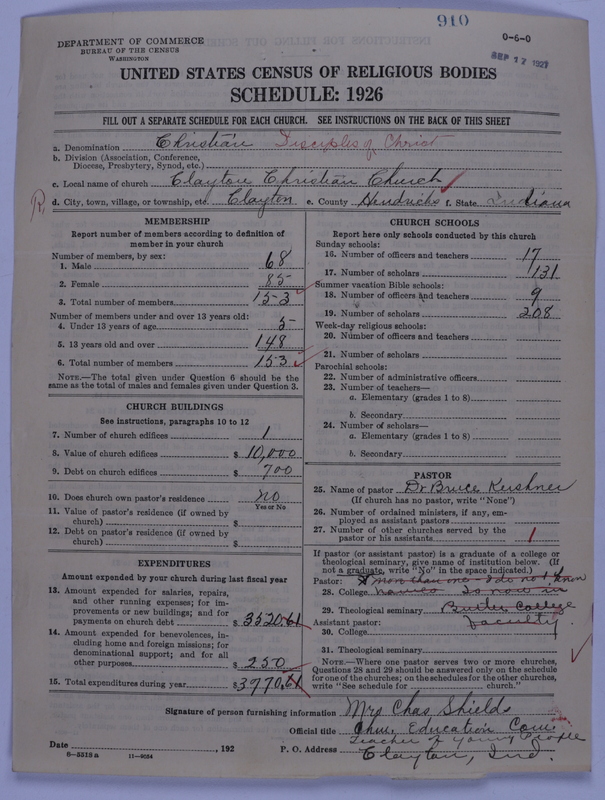 910
0-6-0
SEP 17 1927
DEPARTMENT OF COMMERCE
BUREAU OF THE CENSUS
WASHINGTON
UNITED STATES CENSUS OF RELIGIOUS BODIES
SCHEDULE: 1926
FILL OUT A SEPARATE SCHEDULE FOR EACH CHURCH. SEE INSTRUCTIONS ON THE BACK OF THIS SHEET
a. Denomination Christian Disciples of Christ
b. Division (Association, Conference,
Diocese, Presbytery, Synod, etc.)
c. Local name of church Clayton Christian Church
R. d. City, town, village, or township, etc. Clayton e. County Hendricks f. State Indiana
MEMBERSHIP
Report number of members according to definition of
member in your church
Number of members, by sex:
1. Male 68
2. Female 85
3. Total number of members 153
Number of members under and over 13 years old:
4. Under 13 years of age 5
5. 13 years old and over 148
6. Total number of members 153
NOTE.—The total given under Question 6 should be the
same as the total of males and females given under Question 3.
CHURCH BUILDINGS
See instructions, paragraphs 10 to 12
7. Number of church edifices 1
8. Value of church edifices $ 10,000
9. Debt on church edifices $ 700
10. Does church own pastor's residence No
Yes or No
11. Value of pastor's residence (if owned by
church) $
12. Debt on pastor's residence (if owned by
church) $
EXPENDITURES
Amount expended by your church during last fiscal year
13. Amount expended for salaries, repairs,
and other running expenses; for im-
provements or new buildings; and for
payments on church debt $ 3520.61
14. Amount expended for benevolences, in-
cluding home and foreign missions; for
denominational support; and for all
other purposes $ 250
15. Total expenditures during year $ 3770.61
CHURCH SCHOOLS
Report here only schools conducted by this church
Sunday schools:
16. Number of officers and teachers 17
17. Number of scholars 131
Summer vacation Bible schools:
18. Number of officers and teachers 9
19. Number of scholars 208
Week-day religious schools:
20. Number of officers and teachers
21. Number of scholars
Parochial schools:
22. Number of administrative officers
23. Number of teachers—
a. Elementary (grades 1 to 8)
b. Secondary
24. Number of scholars—
a. Elementary (grades 1 to 8)
b. Secondary
PASTOR
25. Name of pastor Dr Bruce Kershner
(If church has no pastor, write "None")
26. Number of ordained ministers, if any, em-
ployed as assistant pastors
27. Number of other churches served by the
pastor or his assistants 1
If pastor (or assistant pastor) is a graduate of a college or
theological seminary, give name of institution below. (If
not a graduate, write "No" in the space indicated.)
Pastor: more than one - I do not know
28. College names Is now in
29. Theological seminary Butler College
Assistant pastor: faculty.
30. College
31. Theological seminary
NOTE.—Where one pastor serves two or more churches,
Questions 28 and 29 should be answered only on the schedule
for one of the churches; on the schedules for the other churches,
write "See schedule for church."
Signature of person furnishing information Mrs Chas Shields
Official title Chm. Education Com.
Teacher of Young People
Date , 192 P. O. Address Clayton, Ind.
6-5518 a 11-9034